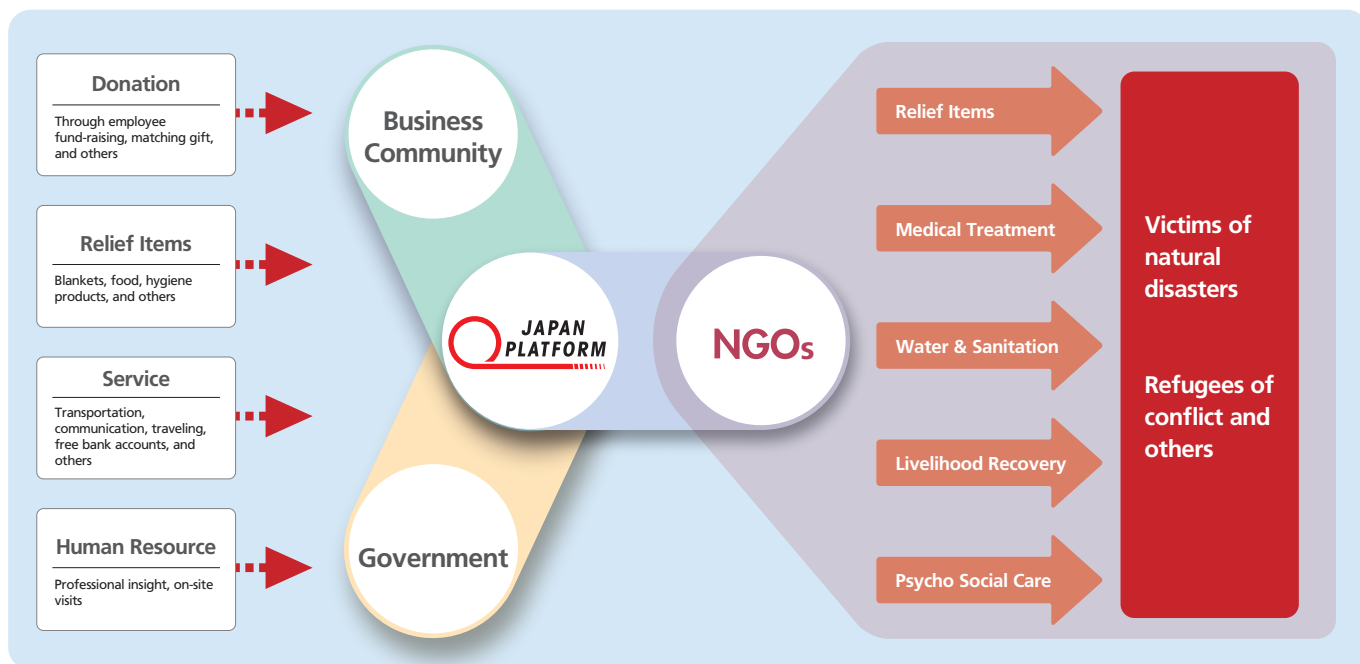 Donation
Through employee
fund-raising, matching gift,
and others
Relief Items
Blankets, food, hygiene
products, and others
Service
Transportation,
communication, traveling,
free bank accounts, and
others
Human Resource
Professional insight, on-site
visits
Business
Community
JAPAN
PLATFORM
Government
NGOs
Relief Items
Medical Treatment
Water & Sanitation
Livelihood Recovery
Psycho Social Care
Victims of
natural
disasters
Refugees of
conflict and
others